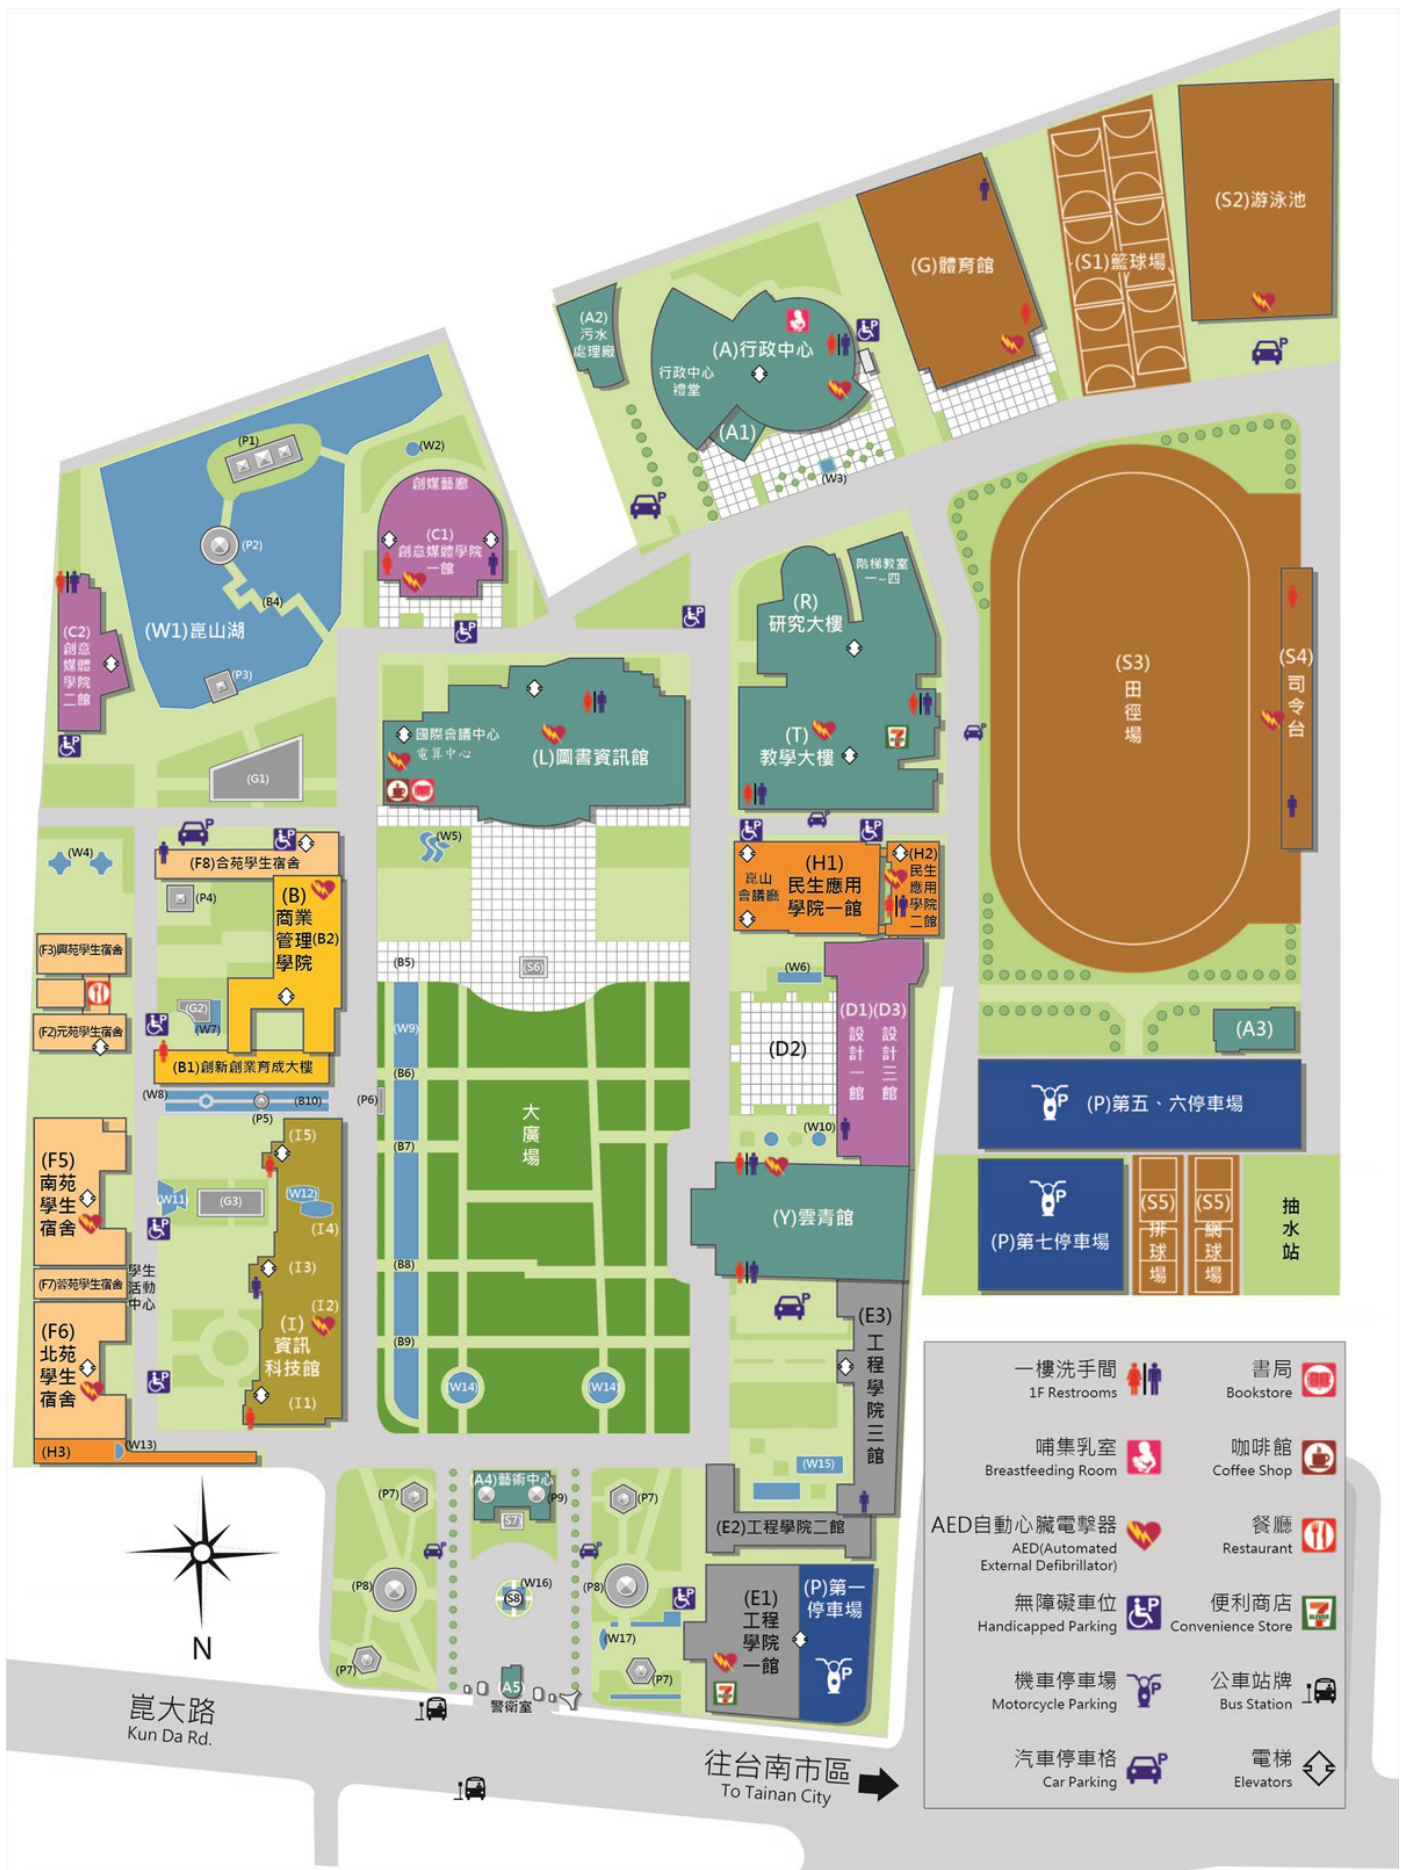 (S2)游泳池
(G)體育館
(S1)籃球場
(A2)
污水
處理廠
(A)行政中心
行政中心
禮堂
(A1)
(W3)
(P1)
(W2)
創媒藝廊
(C1)
創意媒體學院
一館
(P2)
(B4)
(W1)崑山湖
(P3)
(C2)
創意
媒體
學院
二館
(G1)
階梯教室
一~四
(R)
研究大樓
(T)
教學大樓
7
(S3)
田
徑
場
(S4)
司
令
台
國際會議中心
電算中心
(L)圖書資訊館
(W5)
(W4)
(F8)合苑學生宿舍
(P4)
(B)
商業
管理(B2)
學院
(F3)興苑學生宿舍
(G2)
(W7)
(F2)元苑學生宿舍
(B1)創新創業育成大樓
(W8)
(B10)
(P5)
(P6)
崑山
會議廳
(H1)
民生應用
學院一館
(H2)
民生
應用
學院
二館
(B5)
(S6)
(W6)
(W9)
(D1)(D3)
設 設
計 計
一 三
館 館
(D2)
(A3)
(B6)
大
廣
場
(P)第五、六停車場
(B7)
(W10)
(I5)
(F5)
南苑
學生
宿舍
(W11)
(G3)
(W12)
(I4)
(Y)雲青館
(P)第七停車場
(S5)
排
球
場
(S5)
網
球
場
抽
水
站
(F7)蓉苑學生宿舍
學生
活動
中心
(I3)
(B8)
(I2)
(F6)
北苑
學生
宿舍
(I)
資訊
科技館
(B9)
(E3)
工
程
學
院
三
館
(W14)
(W14)
(I1)
(H3)
(W13)
(W15)
(A4)藝術中心
(P9)
(P7)
(P7)
(S7)
(E2)工程學院二館
(P8)
(W16)
(S8)
(P8)
(E1)
工程
學院
一館
(P)第一
停車場
(W17)
(P7)
(P7)
(A5)
警衛室
7
N
崑大路
Kun Da Rd.
往台南市區
To Tainan City
一樓洗手間
1F Restrooms
書局
Bookstore
哺集乳室
Breastfeeding Room
咖啡館
Coffee Shop
AED自動心臟電擊器
AED(Automated
External Defibrillator)
餐廳
Restaurant
無障礙車位
Handicapped Parking
便利商店
Convenience Store
7
ELEVEN
機車停車場
Motorcycle Parking
公車站牌
Bus Station
汽車停車格
Car Parking
電梯
Elevators